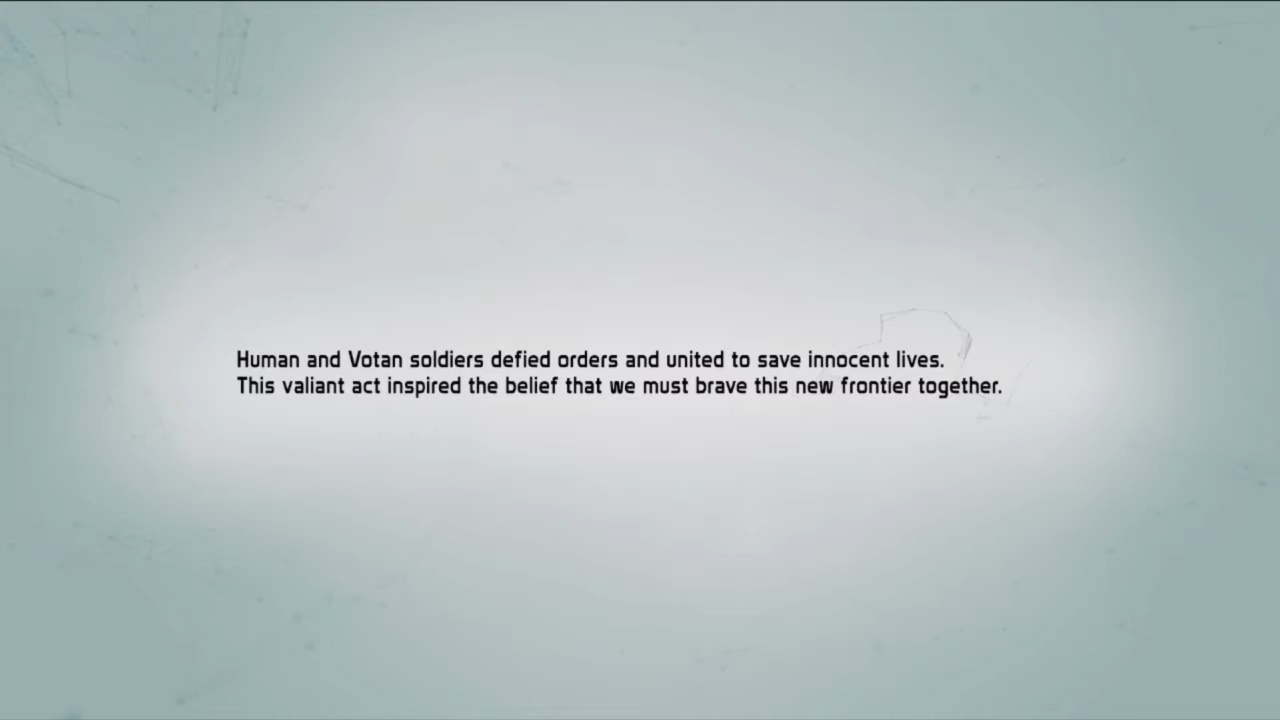 Human and Votan soldiers defied orders and united to save innocent lives.
This valiant act inspired the belief that we must brave this new frontier together.